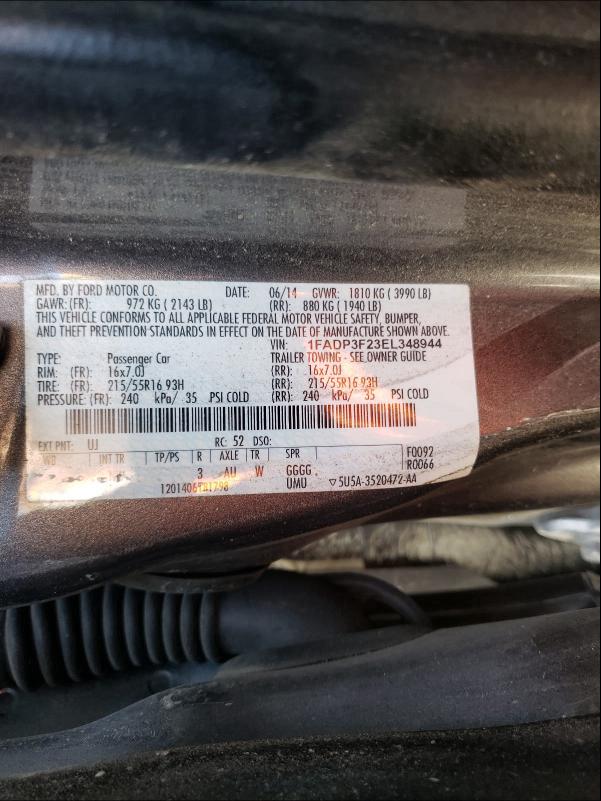 MFD. BY FORD MOTOR CO. DATE: 06/14 GVWR: 1810 KG ( 3990 LB)
GAWR: (FR): 972 KG ( 2143 LB) (RR): 880 KG ( 1940 LB)
THIS VEHICLE CONFORMS TO ALL APPLICABLE FEDERAL MOTOR VEHICLE SAFETY, BUMPER,
AND THEFT PREVENTION STANDARDS IN EFFECT ON THE DATE OF MANUFACTURE SHOWN ABOVE.
VIN: 1FADP3F23EL348944
TYPE: Passenger Car TRAILER TOWING - SEE OWNER GUIDE
RIM: (FR): 16x7.0J (RR): 16x7.0J
TIRE: (FR): 215/55R16 93H (RR): 215/55R16 93H
PRESSURE: (FR): 240 kPa/ 35 PSI COLD (RR): 240 kPa/ 35 PSI COLD
EXT PNT: UJ RC: 52 DSO:
WB INT TR TP/PS R AXLE TR SPR F0092
R0066
3 AU W GGGG
UMU ▽5U5A-3520472-AA